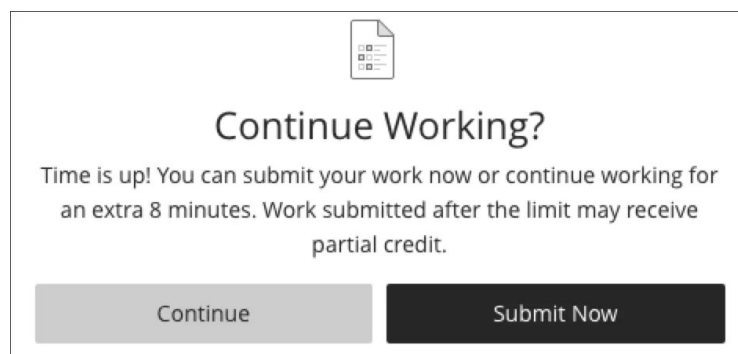 Continue Working?
Time is up! You can submit your work now or continue working for
an extra 8 minutes. Work submitted after the limit may receive
partial credit.
Continue
Submit Now